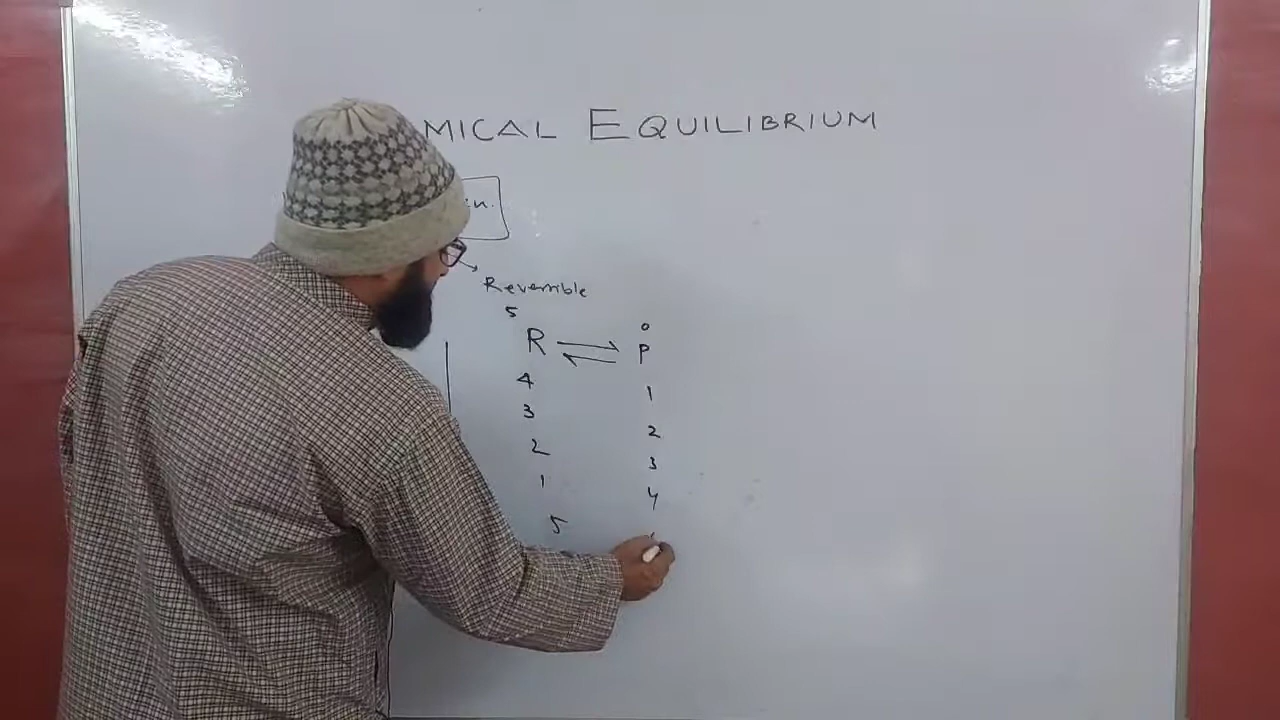 MICAL EQUILIBRIUM
Reversible
5 0
R ⇌ P
4 1
3 2
2 3
1 4
5